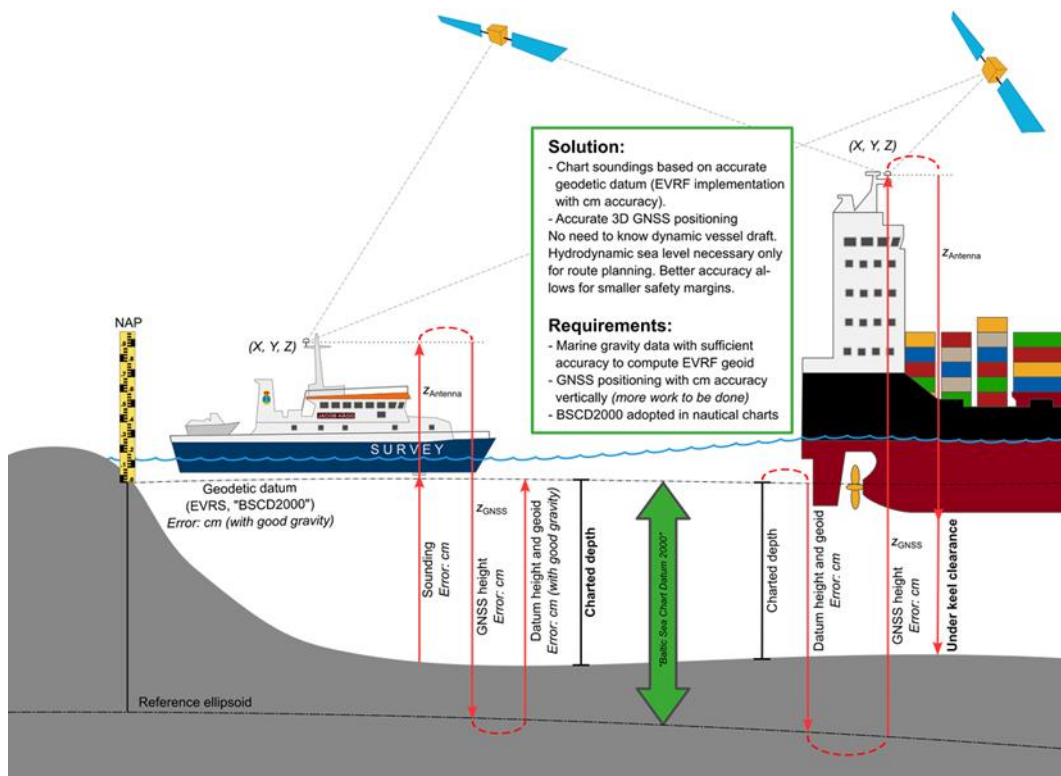 (X, Y, Z)
Solution:
- Chart soundings based on accurate
geodetic datum (EVRF implementation
with cm accuracy).
- Accurate 3D GNSS positioning
No need to know dynamic vessel draft.
Hydrodynamic sea level necessary only
for route planning. Better accuracy al-
lows for smaller safety margins.
Requirements:
- Marine gravity data with sufficient
accuracy to compute EVRF geoid
- GNSS positioning with cm accuracy
vertically (more work to be done)
- BSCD2000 adopted in nautical charts
zAntenna
NAP
(X, Y, Z)
zAntenna
JACOB HÄGG
SURVEY
Geodetic datum
(EVRS, "BSCD2000")
Error: cm (with good gravity)
Sounding
Error: cm
zGNSS
GNSS height
Error: cm
Datum height and geoid
Error: cm (with good gravity)
Charted depth
"Baltic Sea Chart Datum 2000"
Charted depth
Datum height and geoid
Error: cm
zGNSS
GNSS height
Error: cm
Under keel clearance
Reference ellipsoid